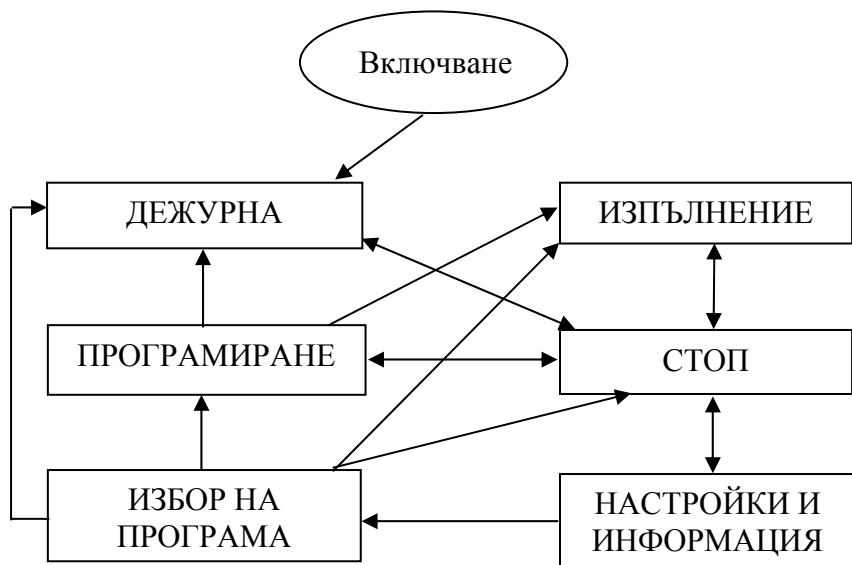 Включване
ДЕЖУРНА
ИЗПЪЛНЕНИЕ
ПРОГРАМИРАНЕ
СТОП
ИЗБОР НА
ПРОГРАМА
НАСТРОЙКИ И
ИНФОРМАЦИЯ